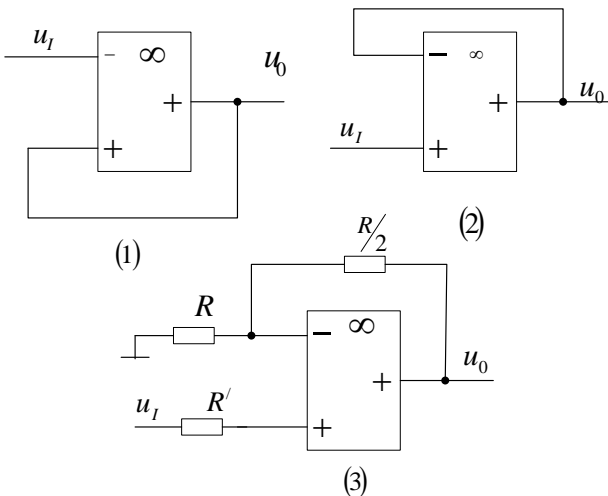 u_I
−
∞
+
+
u_0
(1)
−
∞
+
u_I
+
u_0
(2)
R/2
R
−
∞
+
u_0
u_I
R′
+
(3)